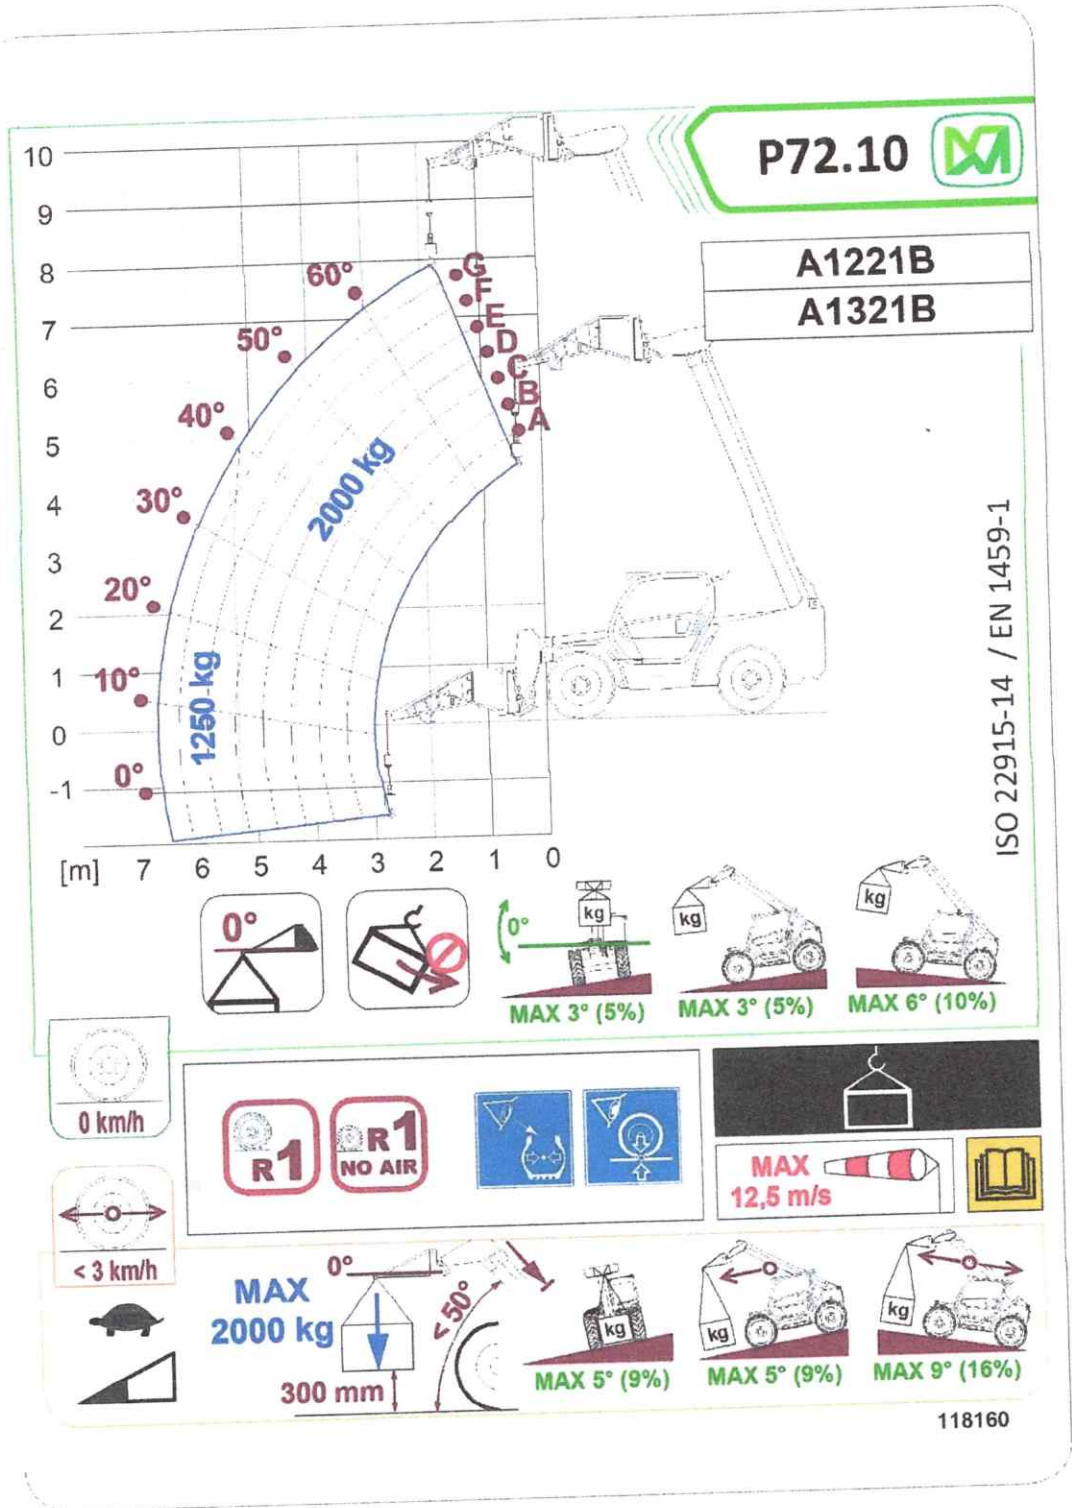 P72.10
A1221B
A1321B
10
9
8
7
6
5
4
3
2
1
0
-1
60°
50°
40°
30°
20°
10°
0°
G
F
E
D
C
B
A
2000 kg
1250 kg
[m] 7 6 5 4 3 2 1 0
ISO 22915-14 / EN 1459-1
0°
0°
kg
kg
kg
MAX 3° (5%)
MAX 3° (5%)
MAX 6° (10%)
0 km/h
R1
R1
NO AIR
MAX
12,5 m/s
< 3 km/h
MAX
2000 kg
0°
< 50°
300 mm
kg
kg
kg
MAX 5° (9%)
MAX 5° (9%)
MAX 9° (16%)
118160